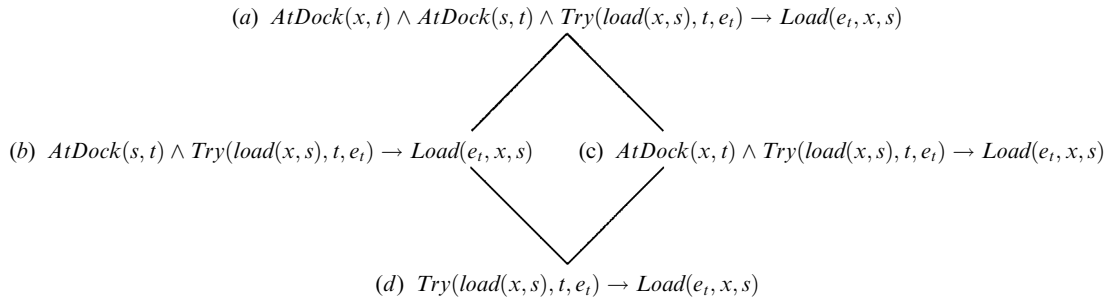 (a) AtDock(x, t) ∧ AtDock(s, t) ∧ Try(load(x, s), t, e_t) → Load(e_t, x, s)
(b) AtDock(s, t) ∧ Try(load(x, s), t, e_t) → Load(e_t, x, s) (c) AtDock(x, t) ∧ Try(load(x, s), t, e_t) → Load(e_t, x, s)
(d) Try(load(x, s), t, e_t) → Load(e_t, x, s)